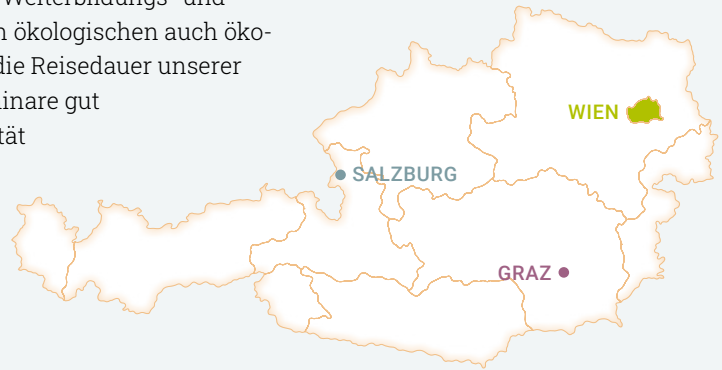 Weiterbildungs- und
n ökologischen auch öko-
die Reisedauer unserer
inare gut
tät
WIEN
SALZBURG
GRAZ